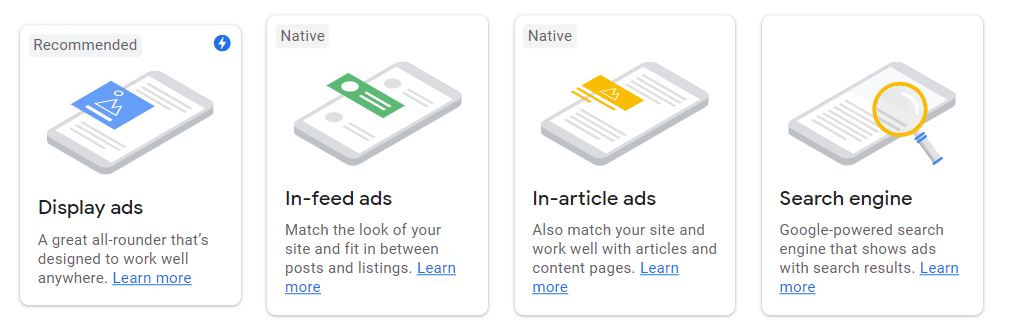 Recommended
Display ads
A great all-rounder that's
designed to work well
anywhere. Learn more
Native
In-feed ads
Match the look of your
site and fit in between
posts and listings. Learn
more
Native
In-article ads
Also match your site and
work well with articles and
content pages. Learn
more
Search engine
Google-powered search
engine that shows ads
with search results. Learn
more